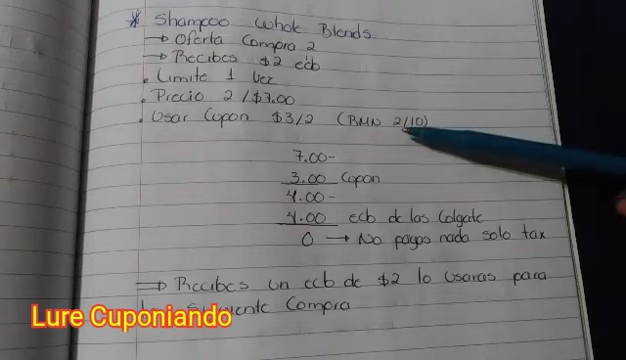 * Shampoo Whole Blends
→ Oferta Compra 2
→ Recibes $2 ecb
• Limite 1 vez
• Precio 2/$7.00
• Usar Cupon $3/2 (BMN 2/10)
7.00-
3.00 Copon
4.00-
4.00 ecb de las Colgate
0 → No pagas nada solo tax
⇒ Recibes un ecb de $2 lo usaras para
Compra
Lure Cuponiando